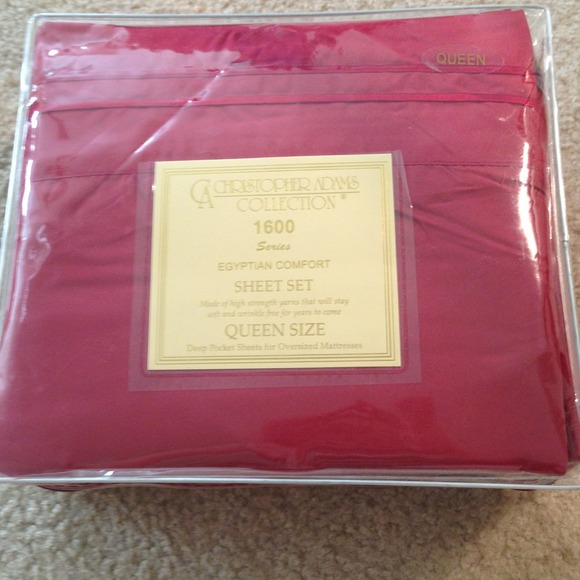 QUEEN
CA CHRISTOPHER ADAMS
COLLECTION®
1600
Series
EGYPTIAN COMFORT
SHEET SET
Made of high strength yarns that will stay
soft and wrinkle free for years to come
QUEEN SIZE
Deep Pocket Sheets for Oversized Mattresses